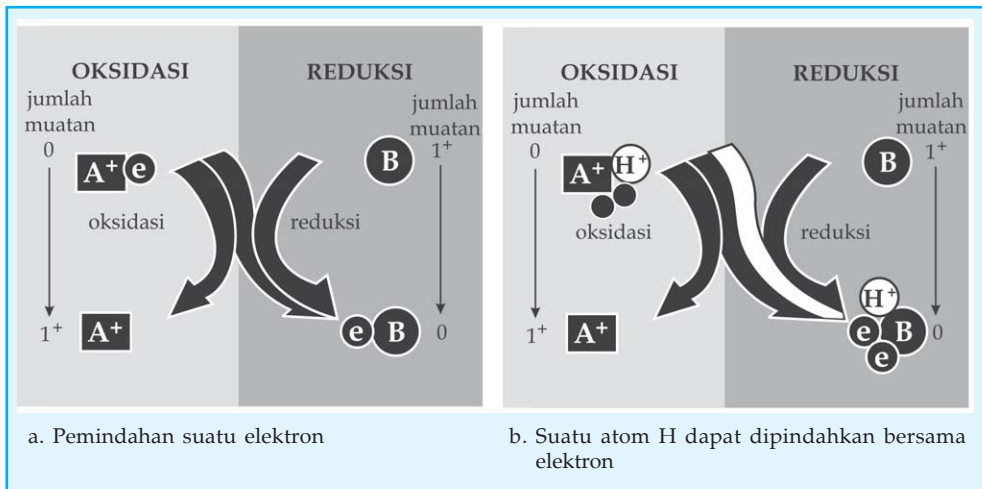 OKSIDASI REDUKSI
jumlah
muatan
jumlah
muatan
0 1+
A+ e B
oksidasi reduksi
1+ A+ e B 0
OKSIDASI REDUKSI
jumlah
muatan
jumlah
muatan
0 1+
A+ H+ B
oksidasi reduksi
H+
1+ A+ e B 0
e
a. Pemindahan suatu elektron
b. Suatu atom H dapat dipindahkan bersama
elektron